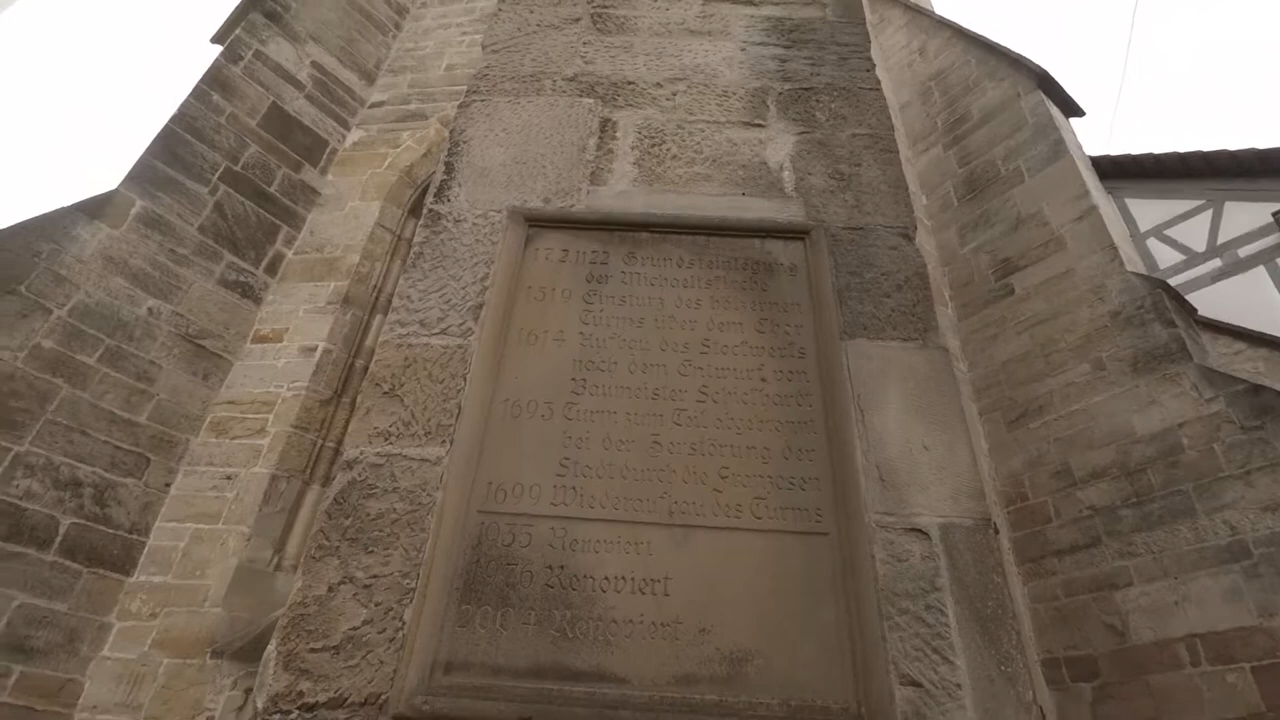 17.2.1122 Grundsteinlegung
der Michaelskirche
1519 Einsturz des hölzernen
Turms über dem Chor
1614 Aufbau des Stockwerks
nach dem Entwurf von
Baumeister Schickhardt
1693 Turm zum Teil abgebrannt
bei der Zerstörung der
Stadt durch die Franzosen
1699 Wiederaufbau des Turms
1935 Renoviert
1976 Renoviert
2004 Renoviert